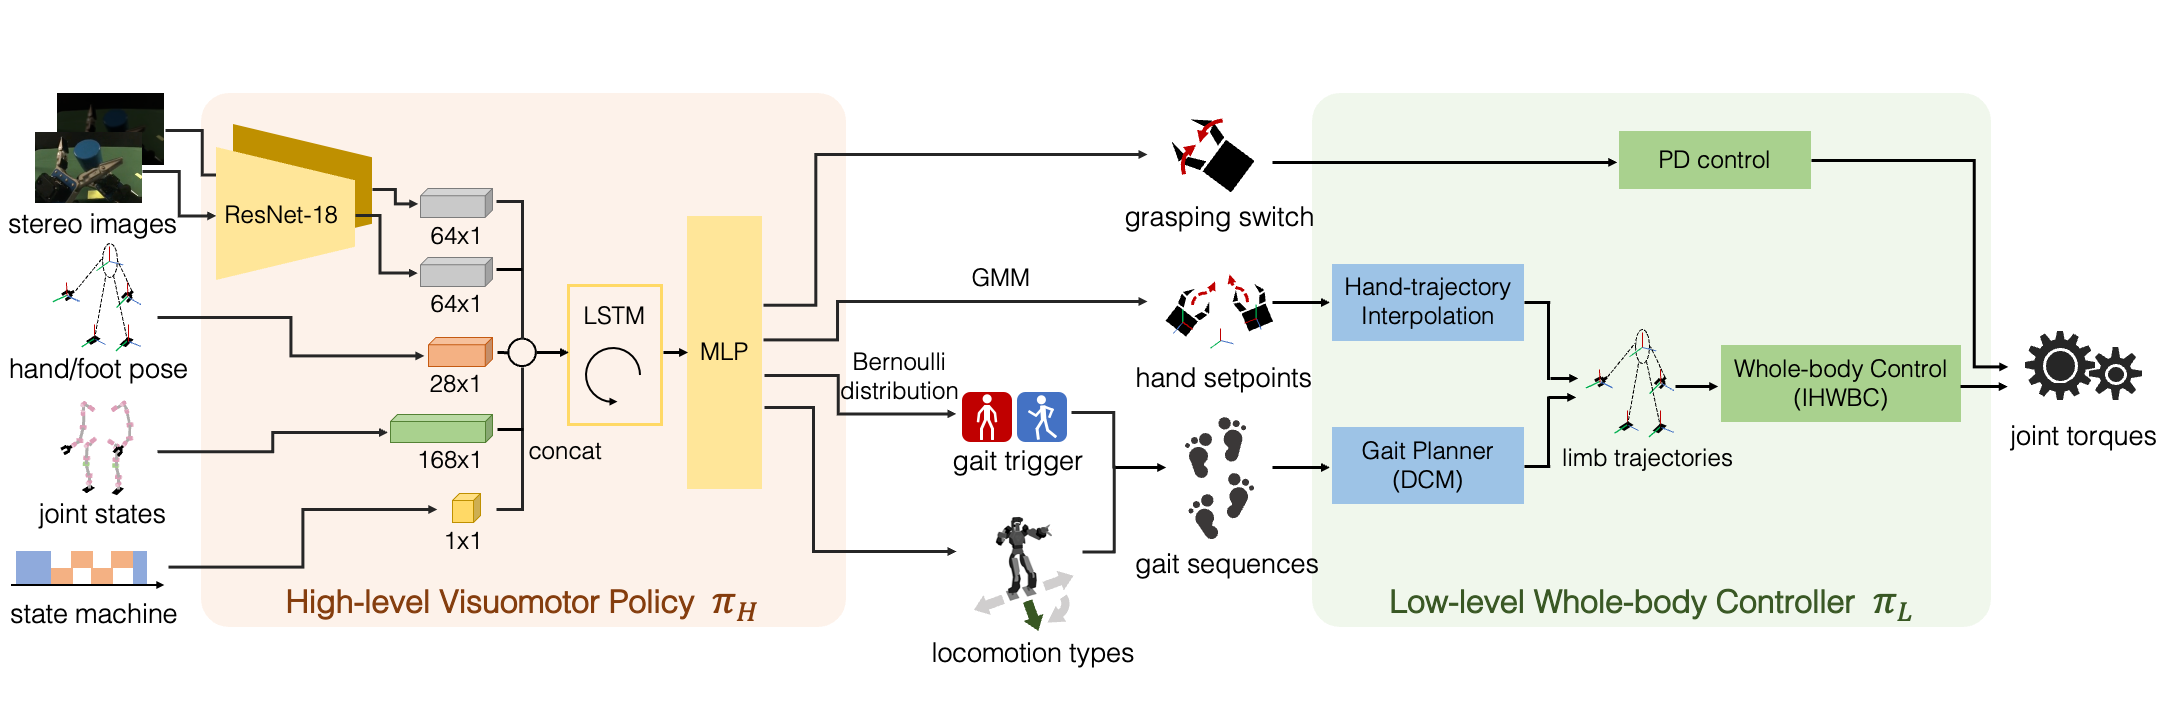 stereo images
hand/foot pose
joint states
state machine
ResNet-18
64x1
64x1
28x1
168x1
1x1
concat
LSTM
MLP
High-level Visuomotor Policy π_H
GMM
Bernoulli
distribution
grasping switch
hand setpoints
gait trigger
gait sequences
locomotion types
PD control
Hand-trajectory
Interpolation
Gait Planner
(DCM)
limb trajectories
Whole-body Control
(IHWBC)
Low-level Whole-body Controller π_L
joint torques